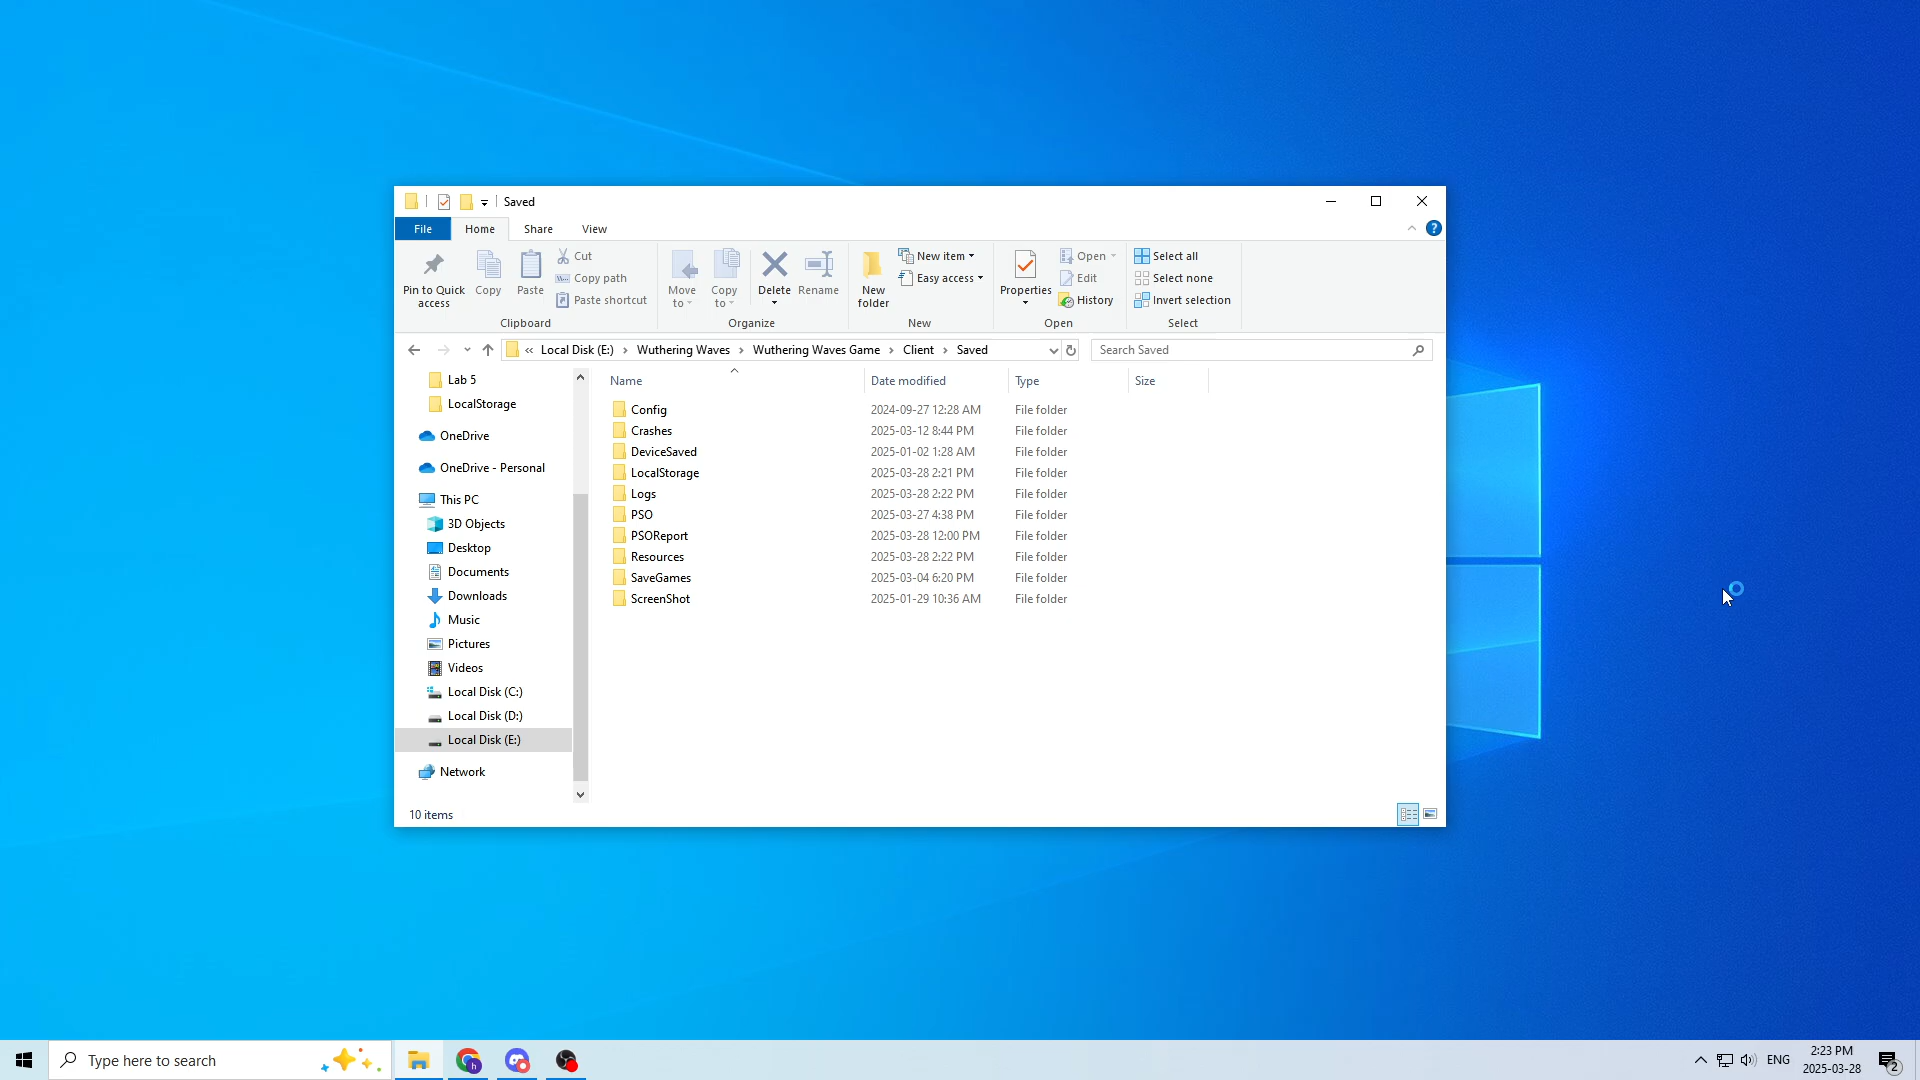 Saved
File Home Share View
Pin to Quick access
Copy
Paste
Cut
Copy path
Paste shortcut
Clipboard
Move to
Copy to
Delete
Rename
Organize
New folder
New item
Easy access
New
Properties
Open
Edit
History
Open
Select all
Select none
Invert selection
Select
« Local Disk (E:) › Wuthering Waves › Wuthering Waves Game › Client › Saved
Search Saved
Lab 5
LocalStorage
OneDrive
OneDrive - Personal
This PC
3D Objects
Desktop
Documents
Downloads
Music
Pictures
Videos
Local Disk (C:)
Local Disk (D:)
Local Disk (E:)
Network
Name Date modified Type Size
Config 2024-09-27 12:28 AM File folder
Crashes 2025-03-12 8:44 PM File folder
DeviceSaved 2025-01-02 1:28 AM File folder
LocalStorage 2025-03-28 2:21 PM File folder
Logs 2025-03-28 2:22 PM File folder
PSO 2025-03-27 4:38 PM File folder
PSOReport 2025-03-28 12:00 PM File folder
Resources 2025-03-28 2:22 PM File folder
SaveGames 2025-03-04 6:20 PM File folder
ScreenShot 2025-01-29 10:36 AM File folder
10 items
Type here to search
h
ENG
2:23 PM
2025-03-28
2